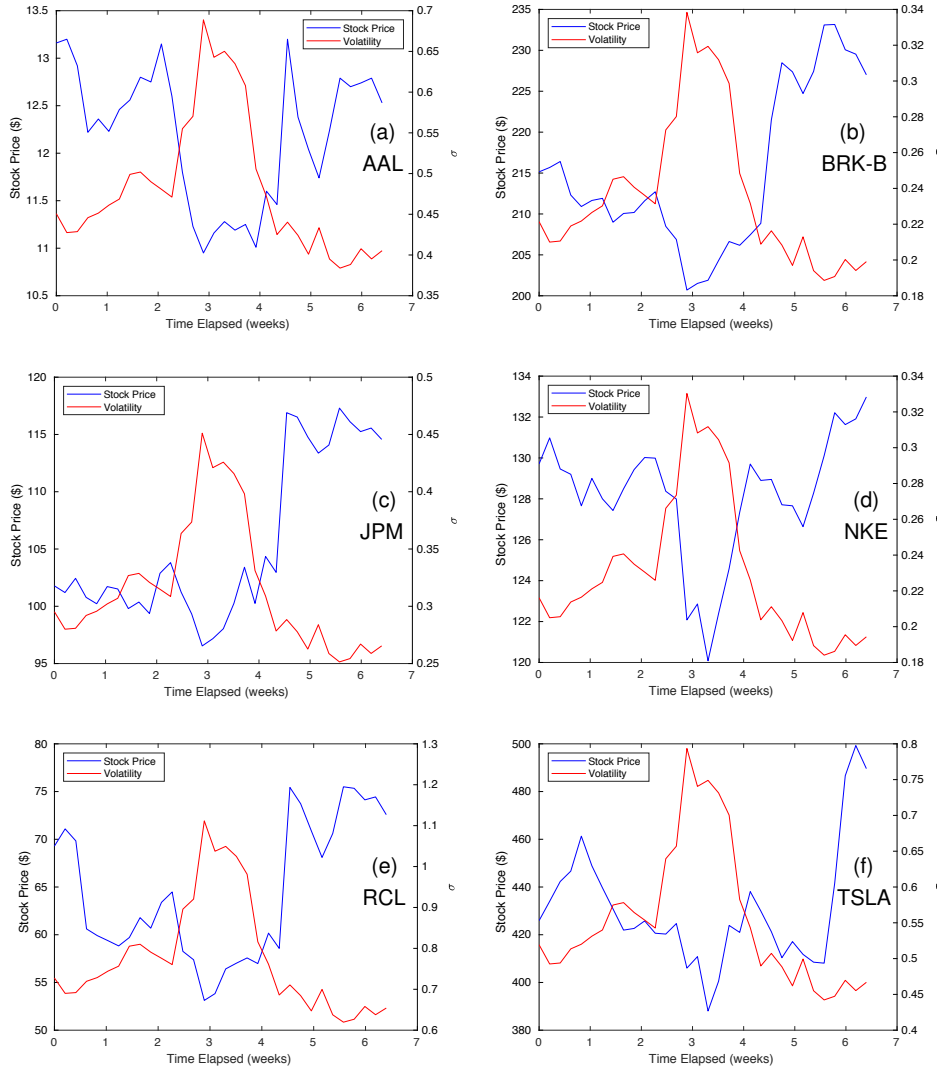 Stock Price
Volatility
(a)
AAL
Stock Price ($)
σ
10.5
11
11.5
12
12.5
13
13.5
0.35
0.4
0.45
0.5
0.55
0.6
0.65
0.7
0 1 2 3 4 5 6 7
Time Elapsed (weeks)
Stock Price
Volatility
(b)
BRK-B
Stock Price ($)
200
205
210
215
220
225
230
235
0.18
0.2
0.22
0.24
0.26
0.28
0.3
0.32
0.34
0 1 2 3 4 5 6 7
Time Elapsed (weeks)
Stock Price
Volatility
(c)
JPM
Stock Price ($)
σ
95
100
105
110
115
120
0.25
0.3
0.35
0.4
0.45
0.5
0 1 2 3 4 5 6 7
Time Elapsed (weeks)
Stock Price
Volatility
(d)
NKE
Stock Price ($)
120
122
124
126
128
130
132
134
0.18
0.2
0.22
0.24
0.26
0.28
0.3
0.32
0.34
0 1 2 3 4 5 6 7
Time Elapsed (weeks)
Stock Price
Volatility
(e)
RCL
Stock Price ($)
σ
50
55
60
65
70
75
80
0.6
0.7
0.8
0.9
1
1.1
1.2
1.3
0 1 2 3 4 5 6 7
Time Elapsed (weeks)
Stock Price
Volatility
(f)
TSLA
Stock Price ($)
380
400
420
440
460
480
500
0.4
0.45
0.5
0.55
0.6
0.65
0.7
0.75
0.8
0 1 2 3 4 5 6 7
Time Elapsed (weeks)